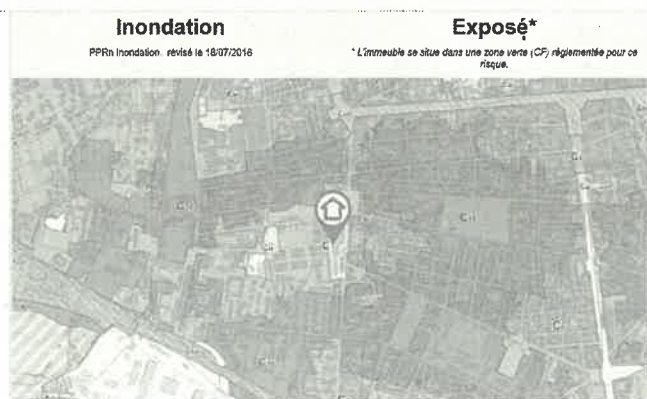 Inondation
PPRn Inondation, révisé le 18/07/2016
Exposé*
* L'immeuble se situe dans une zone verte (CF) réglementée pour ce
risque.